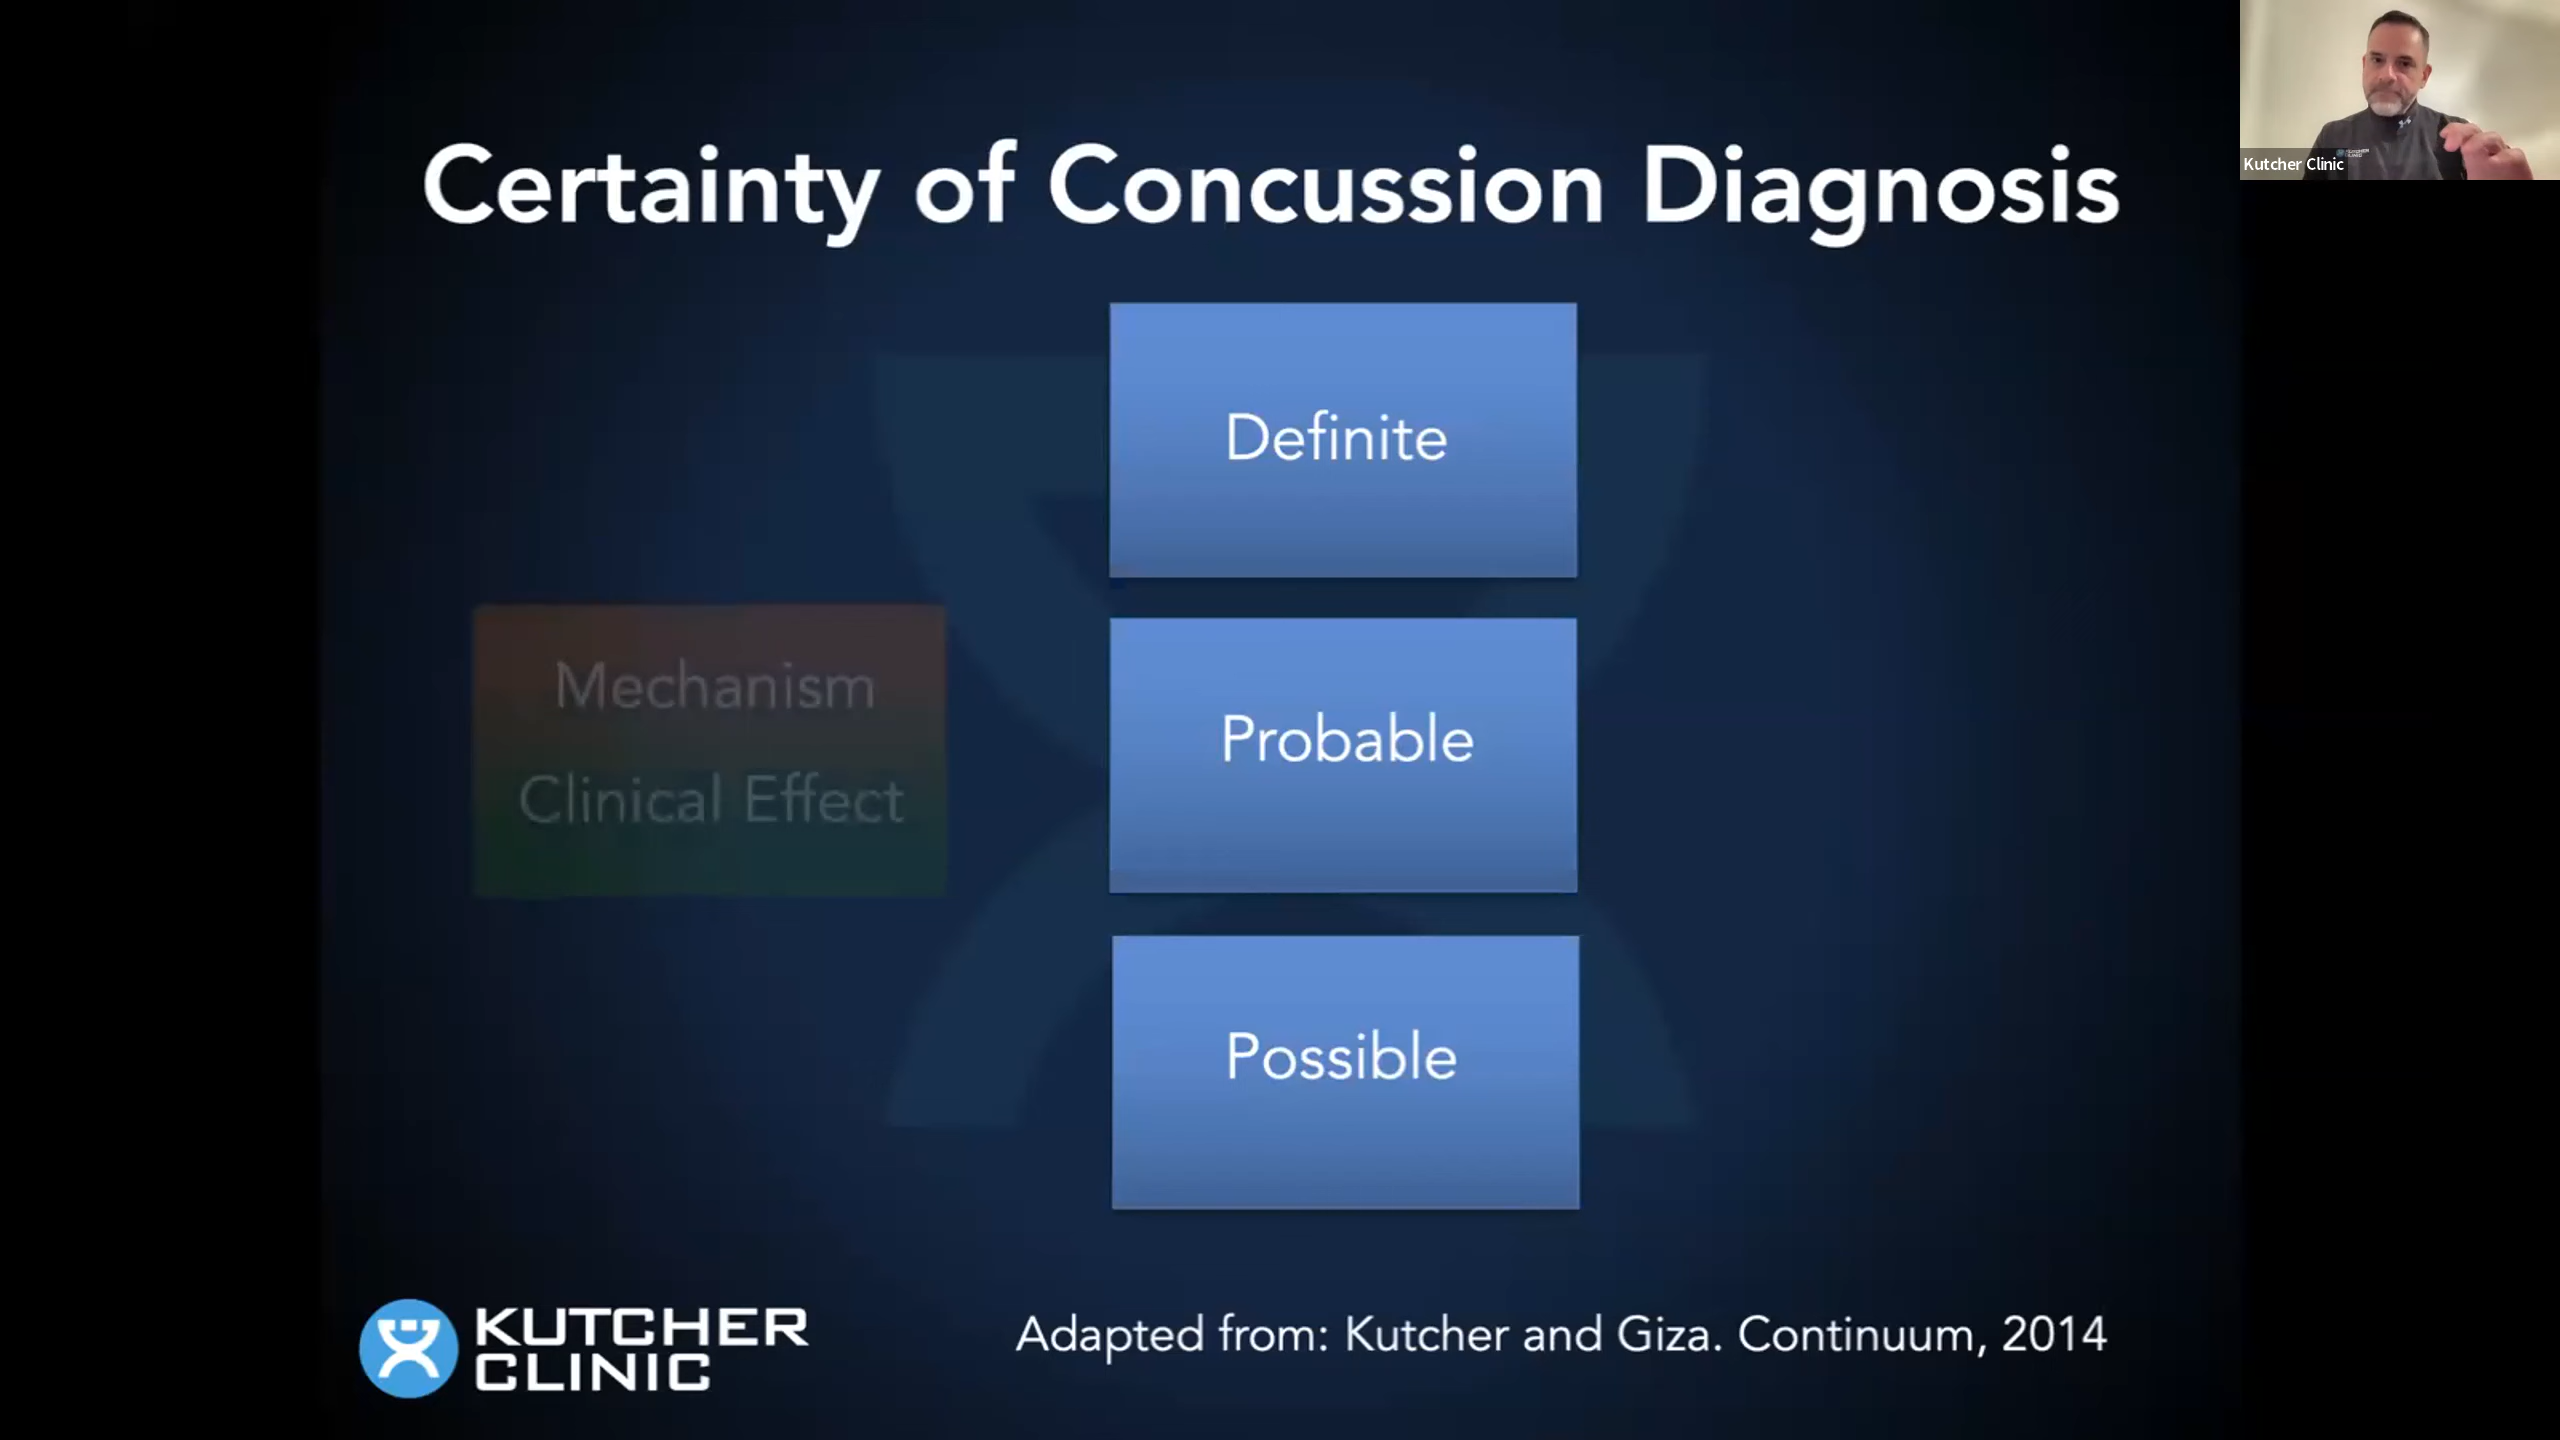 Certainty of Concussion Diagnosis
Kutcher Clinic
Definite
Mechanism
Clinical Effect
Probable
Possible
KUTCHER
CLINIC
Adapted from: Kutcher and Giza. Continuum, 2014